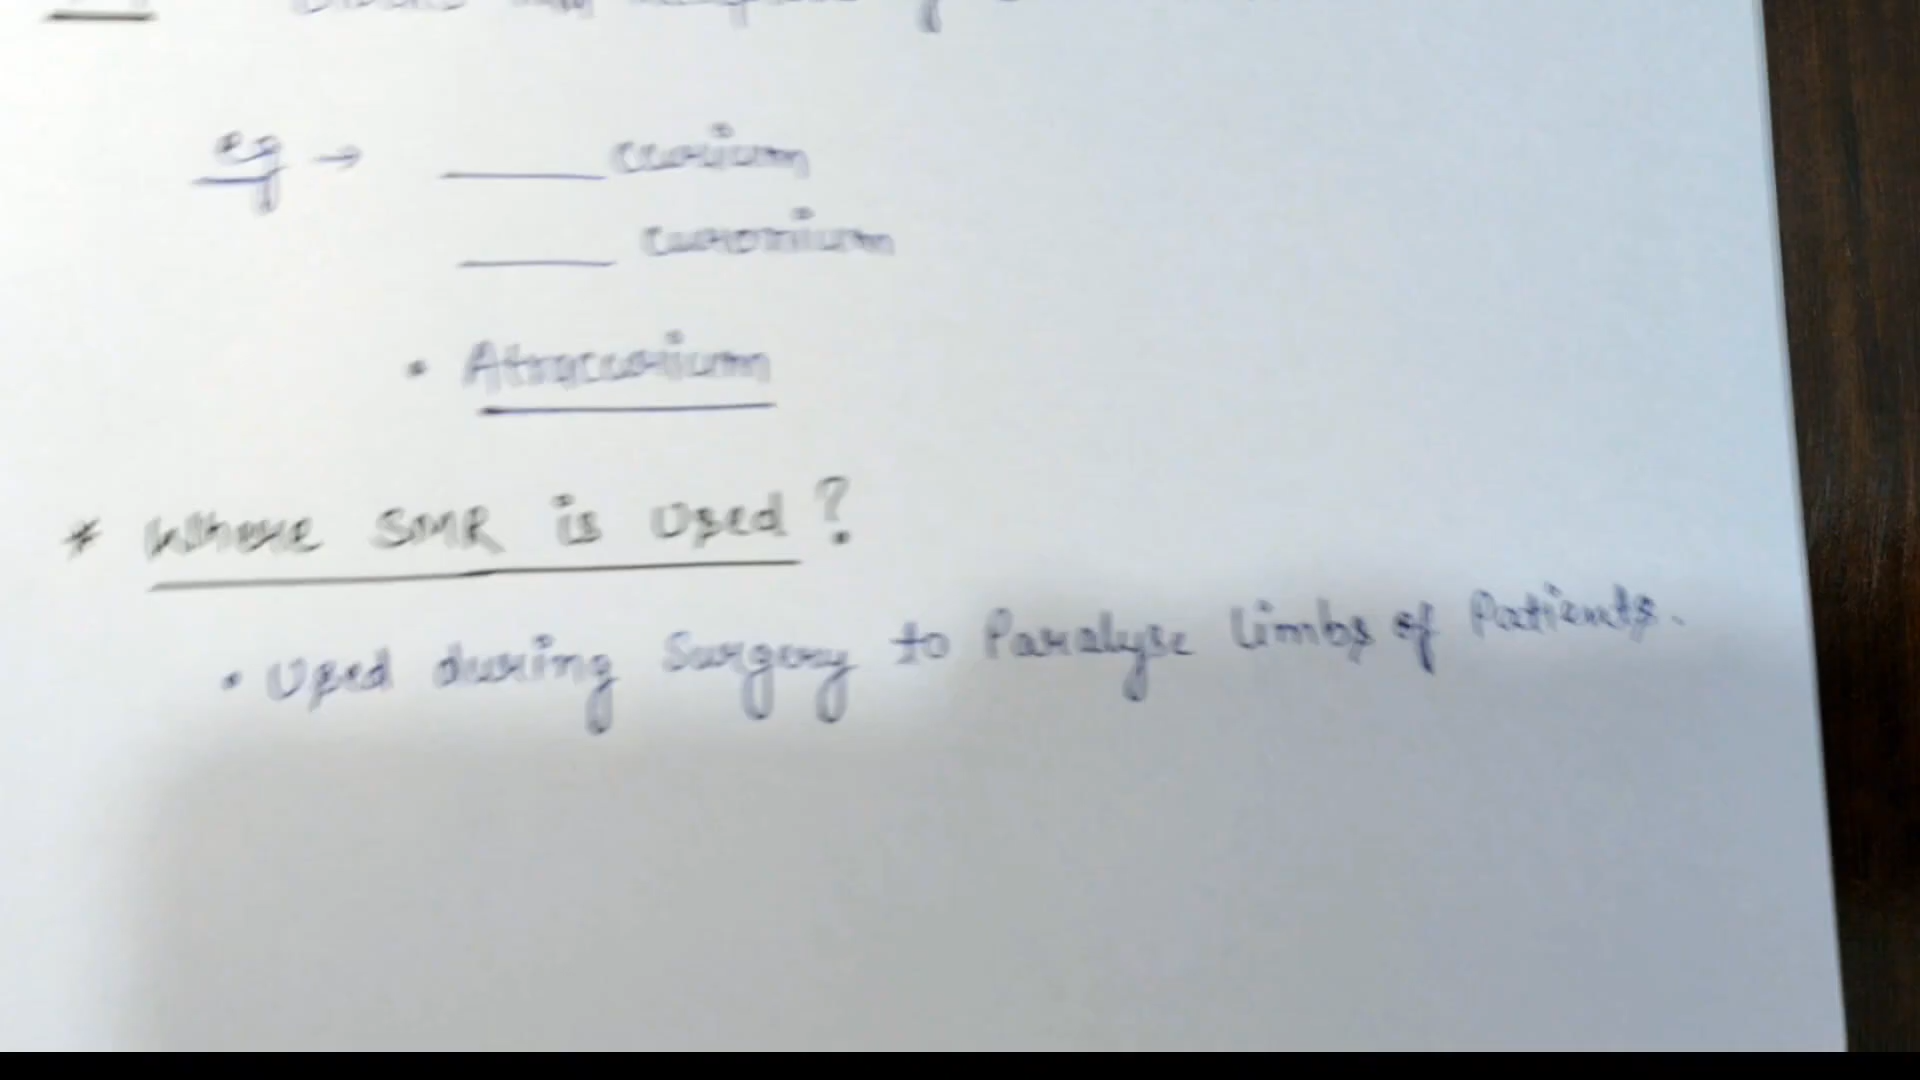 eg → _____ curium
_____ curonium
• Atracurium
* Where SMR is Used ?
• Used during Surgery to Paralyse limbs of Patients.